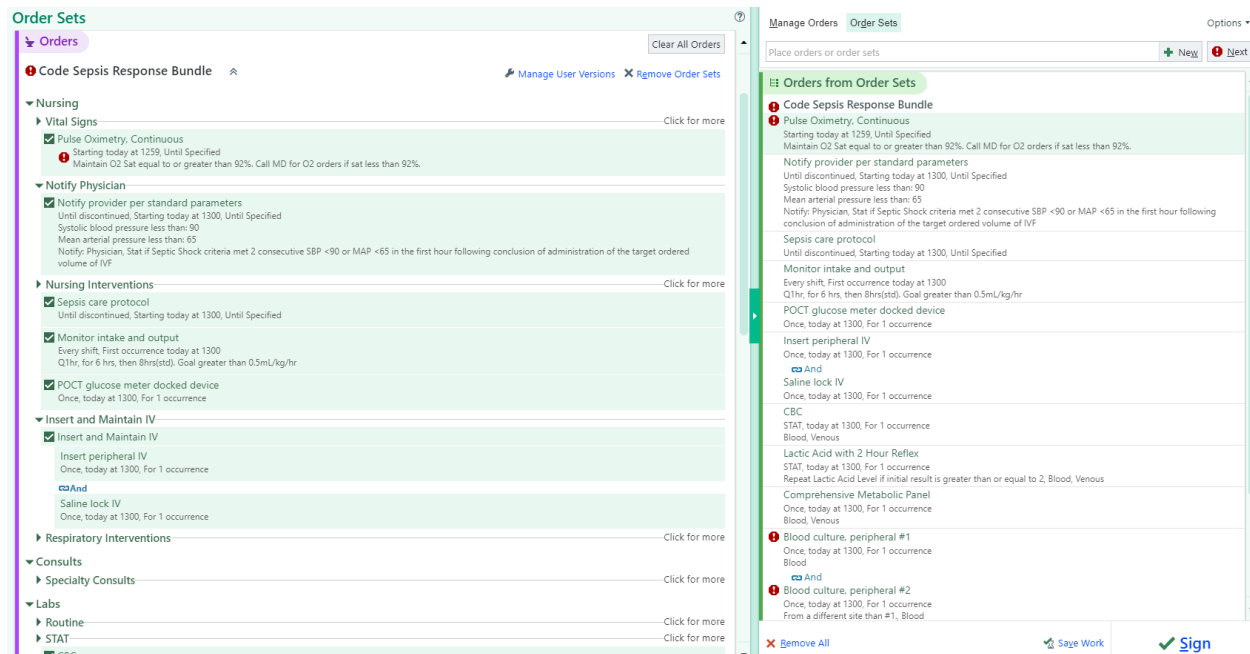 Order Sets
Orders
Clear All Orders
Code Sepsis Response Bundle
Manage User Versions Remove Order Sets
Nursing
Vital Signs Click for more
Pulse Oximetry, Continuous
Starting today at 1259, Until Specified
Maintain O2 Sat equal to or greater than 92%. Call MD for O2 orders if sat less than 92%.
Notify Physician
Notify provider per standard parameters
Until discontinued, Starting today at 1300, Until Specified
Systolic blood pressure less than: 90
Mean arterial pressure less than: 65
Notify: Physician, Stat if Septic Shock criteria met 2 consecutive SBP <90 or MAP <65 in the first hour following conclusion of administration of the target ordered
volume of IVF
Nursing Interventions Click for more
Sepsis care protocol
Until discontinued, Starting today at 1300, Until Specified
Monitor intake and output
Every shift, First occurrence today at 1300
Q1hr, for 6 hrs, then 8hrs(std). Goal greater than 0.5mL/kg/hr
POCT glucose meter docked device
Once, today at 1300, For 1 occurrence
Insert and Maintain IV
Insert and Maintain IV
Insert peripheral IV
Once, today at 1300, For 1 occurrence
And
Saline lock IV
Once, today at 1300, For 1 occurrence
Respiratory Interventions Click for more
Consults
Specialty Consults Click for more
Labs
Routine Click for more
STAT Click for more
CBC
Manage Orders Order Sets Options
Place orders or order sets New Next
Orders from Order Sets
Code Sepsis Response Bundle
Pulse Oximetry, Continuous
Starting today at 1259, Until Specified
Maintain O2 Sat equal to or greater than 92%. Call MD for O2 orders if sat less than 92%.
Notify provider per standard parameters
Until discontinued, Starting today at 1300, Until Specified
Systolic blood pressure less than: 90
Mean arterial pressure less than: 65
Notify: Physician, Stat if Septic Shock criteria met 2 consecutive SBP <90 or MAP <65 in the first hour following
conclusion of administration of the target ordered volume of IVF
Sepsis care protocol
Until discontinued, Starting today at 1300, Until Specified
Monitor intake and output
Every shift, First occurrence today at 1300
Q1hr, for 6 hrs, then 8hrs(std). Goal greater than 0.5mL/kg/hr
POCT glucose meter docked device
Once, today at 1300, For 1 occurrence
Insert peripheral IV
Once, today at 1300, For 1 occurrence
And
Saline lock IV
Once, today at 1300, For 1 occurrence
CBC
STAT, today at 1300, For 1 occurrence
Blood, Venous
Lactic Acid with 2 Hour Reflex
STAT, today at 1300, For 1 occurrence
Repeat Lactic Acid Level if initial result is greater than or equal to 2, Blood, Venous
Comprehensive Metabolic Panel
Once, today at 1300, For 1 occurrence
Blood, Venous
Blood culture, peripheral #1
Once, today at 1300, For 1 occurrence
Blood
And
Blood culture, peripheral #2
Once, today at 1300, For 1 occurrence
From a different site than #1., Blood
Remove All Save Work Sign